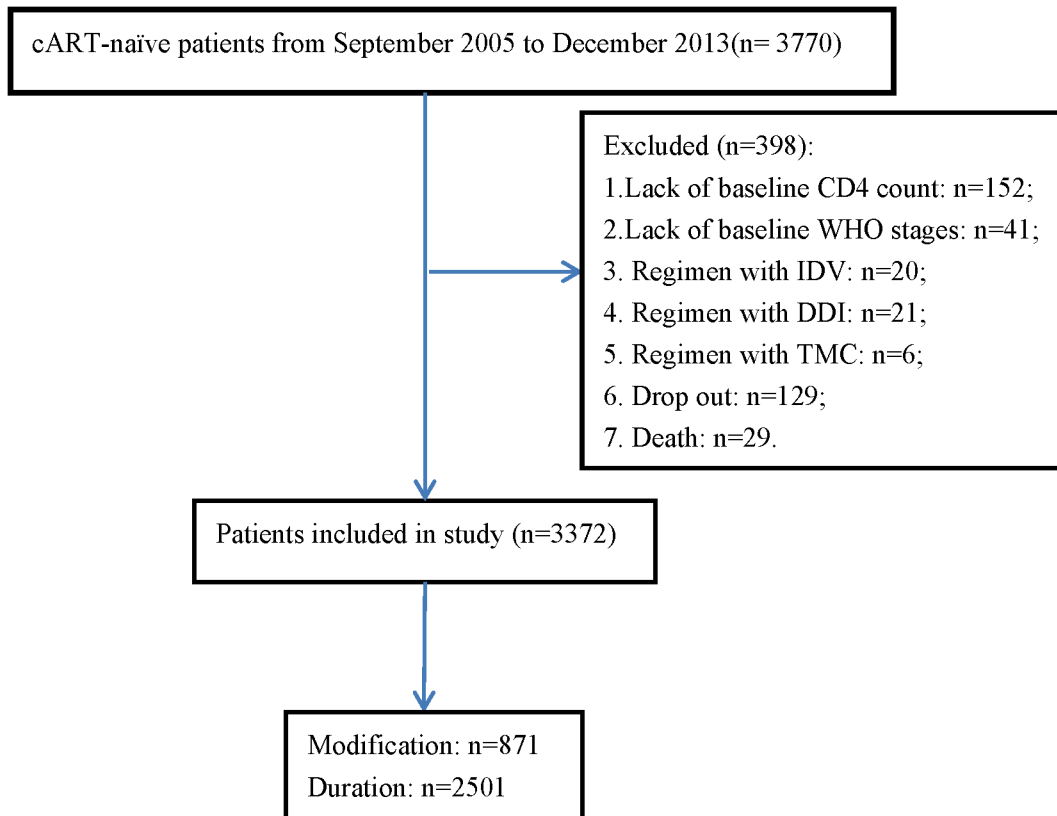 cART-naïve patients from September 2005 to December 2013(n= 3770)
Excluded (n=398):
1.Lack of baseline CD4 count: n=152;
2.Lack of baseline WHO stages: n=41;
3. Regimen with IDV: n=20;
4. Regimen with DDI: n=21;
5. Regimen with TMC: n=6;
6. Drop out: n=129;
7. Death: n=29.
Patients included in study (n=3372)
Modification: n=871
Duration: n=2501